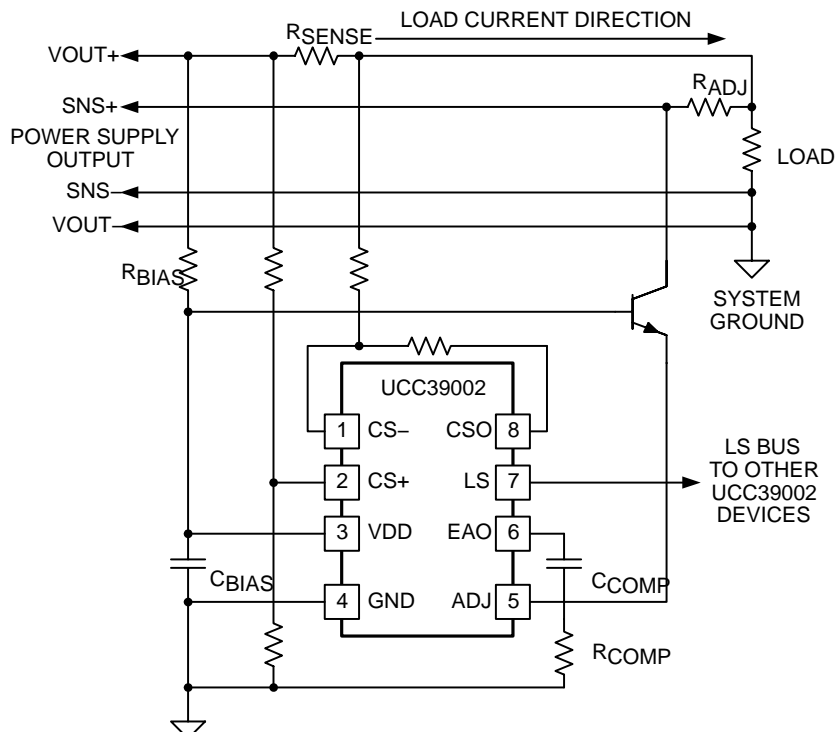 LOAD CURRENT DIRECTION
RSENSE
VOUT+
RADJ
SNS+
POWER SUPPLY
OUTPUT
LOAD
SNS–
VOUT–
RBIAS
SYSTEM
GROUND
UCC39002
1 CS– CSO 8
2 CS+ LS 7
LS BUS
TO OTHER
UCC39002
DEVICES
3 VDD EAO 6
CBIAS
CCOMP
4 GND ADJ 5
RCOMP